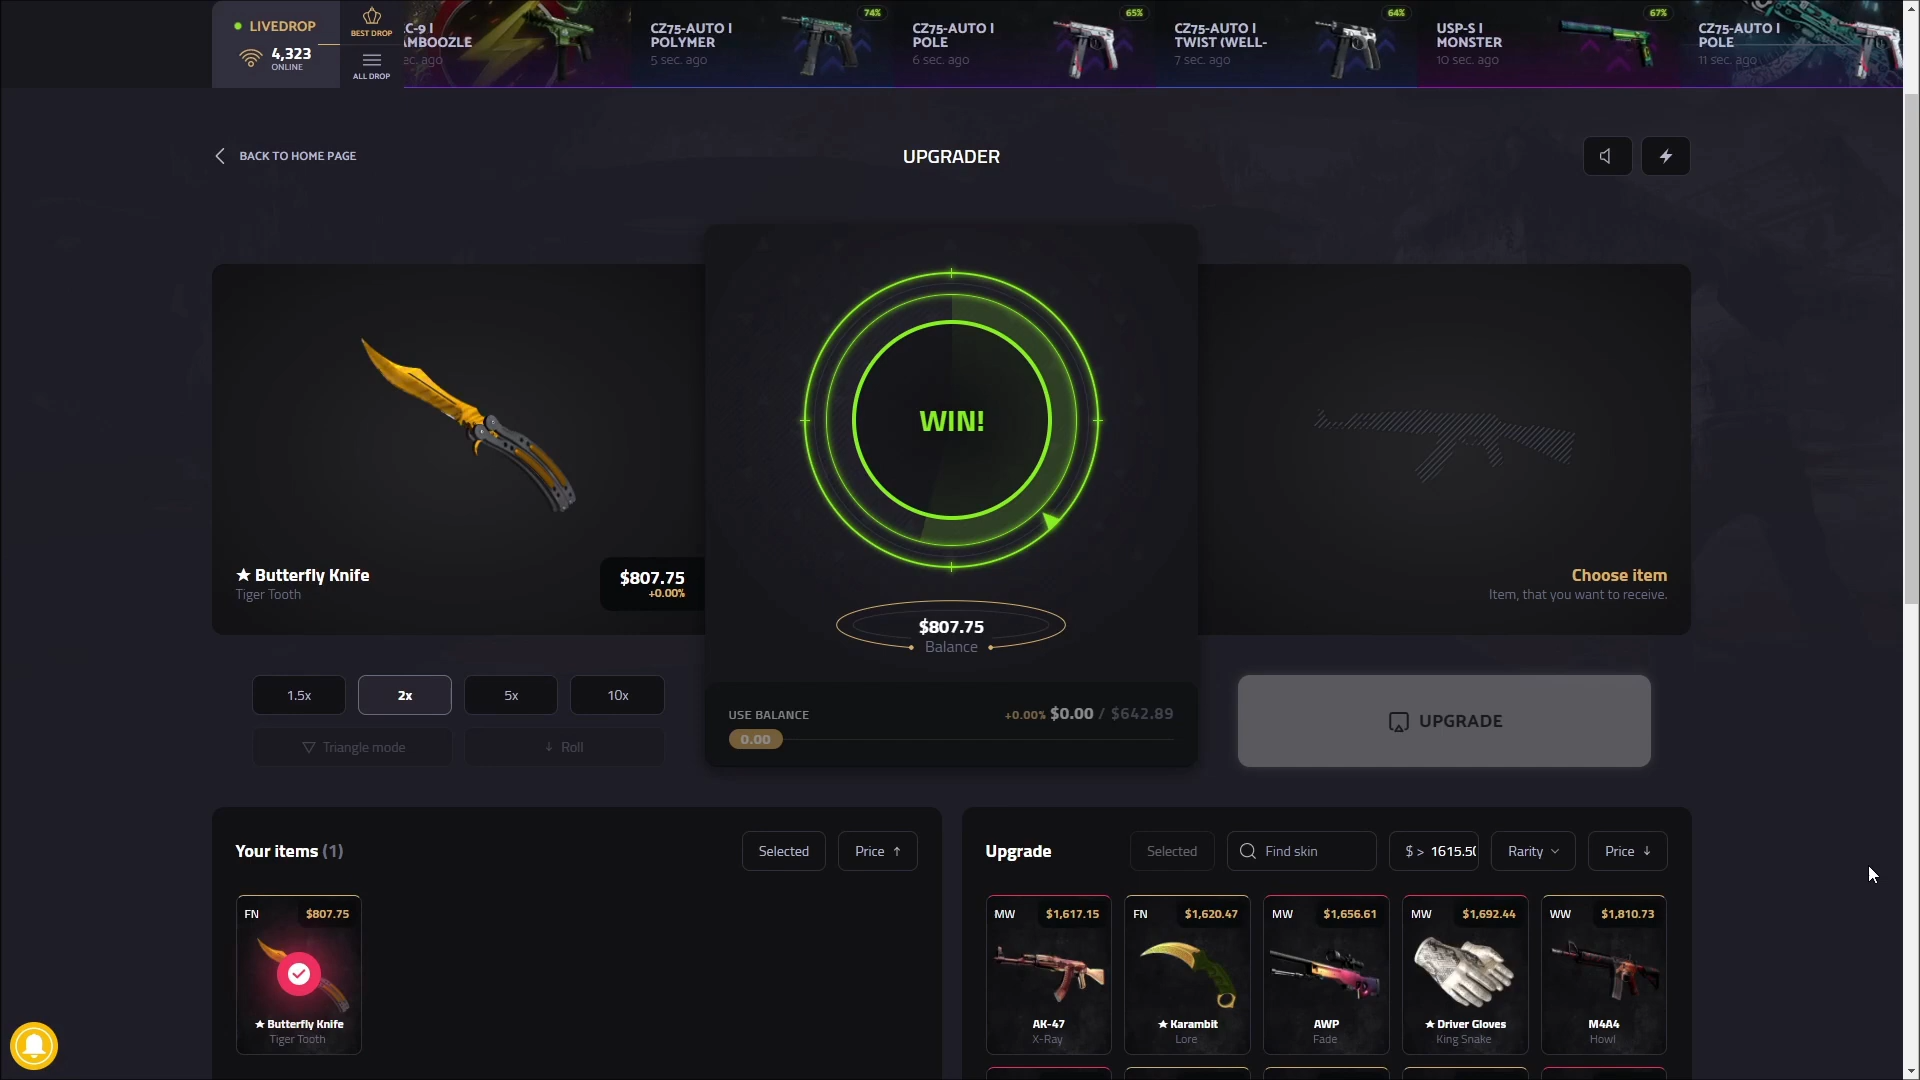 LIVEDROP
4,323
ONLINE
BEST DROP
ALL DROP
C-9 |
MBOOZLE
ec. ago
CZ75-AUTO |
POLYMER
5 sec. ago
74%
CZ75-AUTO |
POLE
6 sec. ago
65%
CZ75-AUTO |
TWIST (WELL-
7 sec. ago
64%
USP-S |
MONSTER
10 sec. ago
67%
CZ75-AUTO |
POLE
11 sec. ago
BACK TO HOME PAGE
UPGRADER
WIN!
★ Butterfly Knife
Tiger Tooth
$807.75
+0.00%
$807.75
Balance
Choose item
Item, that you want to receive.
1.5x
2x
5x
10x
Triangle mode
Roll
USE BALANCE
+0.00% $0.00 / $642.89
0.00
UPGRADE
Your items (1)
Selected
Price ↑
FN
$807.75
★ Butterfly Knife
Tiger Tooth
Upgrade
Selected
Find skin
$ > 1615.50
Rarity
Price ↓
MW
$1,617.15
AK-47
X-Ray
FN
$1,620.47
★ Karambit
Lore
MW
$1,656.61
AWP
Fade
MW
$1,692.44
★ Driver Gloves
King Snake
WW
$1,810.73
M4A4
Howl